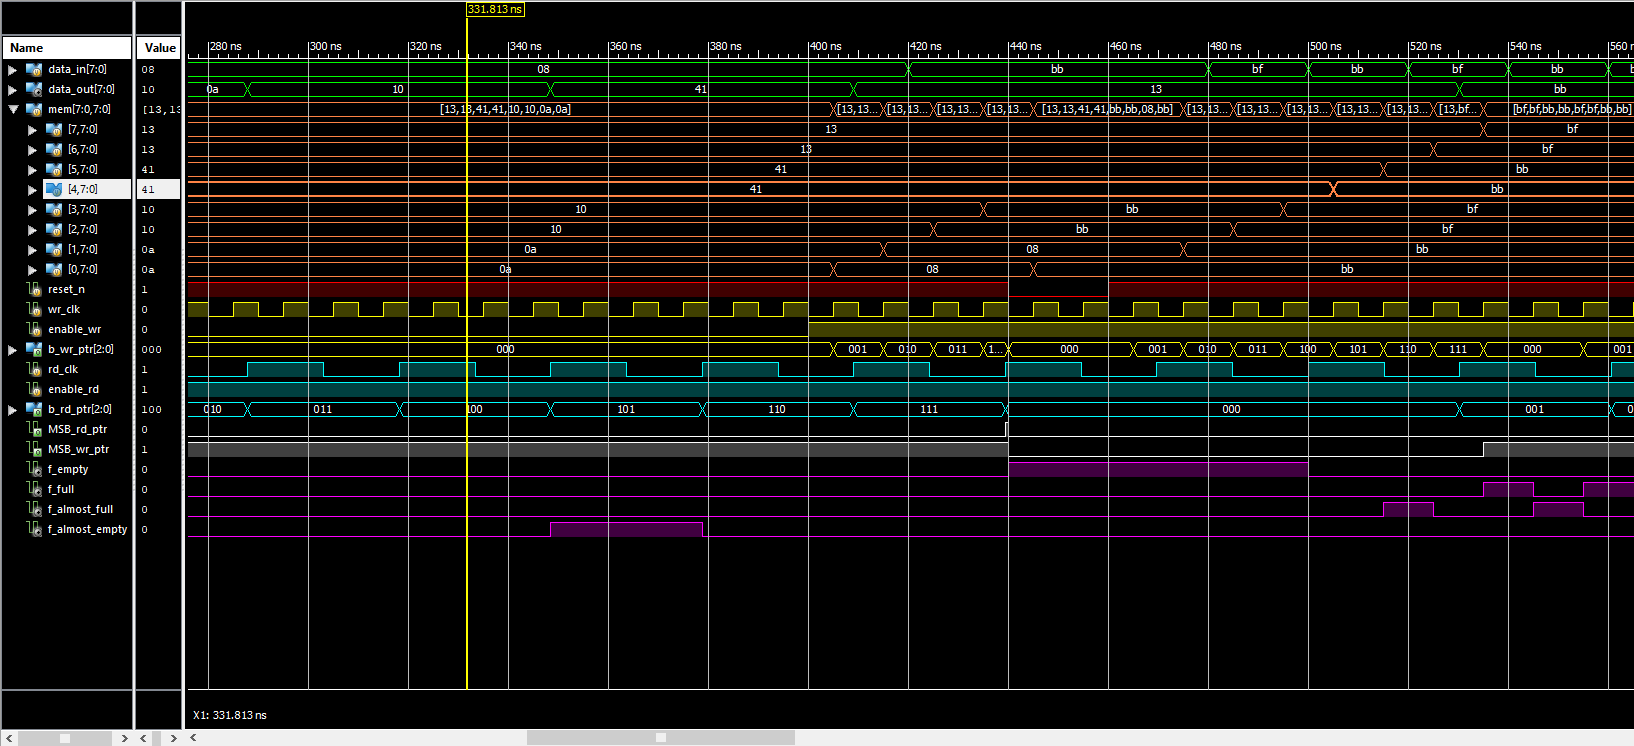 331.813 ns
Name Value 280 ns 300 ns 320 ns 340 ns 360 ns 380 ns 400 ns 420 ns 440 ns 460 ns 480 ns 500 ns 520 ns 540 ns 560
data_in[7:0] 08 08 bb bf bb bf bb
data_out[7:0] 10 0a 10 41 13 bb
mem[7:0,7:0] [13,13 [13,13,41,41,10,10,0a,0a] [13,13... [13,13... [13,13... [13,13... [13,13,41,41,bb,bb,08,bb] [13,13... [13,13... [13,13... [13,13... [13,13... [13,bf... [bf,bf,bb,bb,bf,bf,bb,bb]
[7,7:0] 13 13 bf
[6,7:0] 13 13 bf
[5,7:0] 41 41 bb
[4,7:0] 41 41 bb
[3,7:0] 10 10 bb bf
[2,7:0] 10 10 bb bf
[1,7:0] 0a 0a 08 bb
[0,7:0] 0a 0a 08 bb
reset_n 1
wr_clk 0
enable_wr 0
b_wr_ptr[2:0] 000 000 001 010 011 1... 000 001 010 011 100 101 110 111 000 001
rd_clk 1
enable_rd 1
b_rd_ptr[2:0] 100 010 011 100 101 110 111 000 001
MSB_rd_ptr 0
MSB_wr_ptr 1
f_empty 0
f_full 0
f_almost_full 0
f_almost_empty 0
X1: 331.813 ns